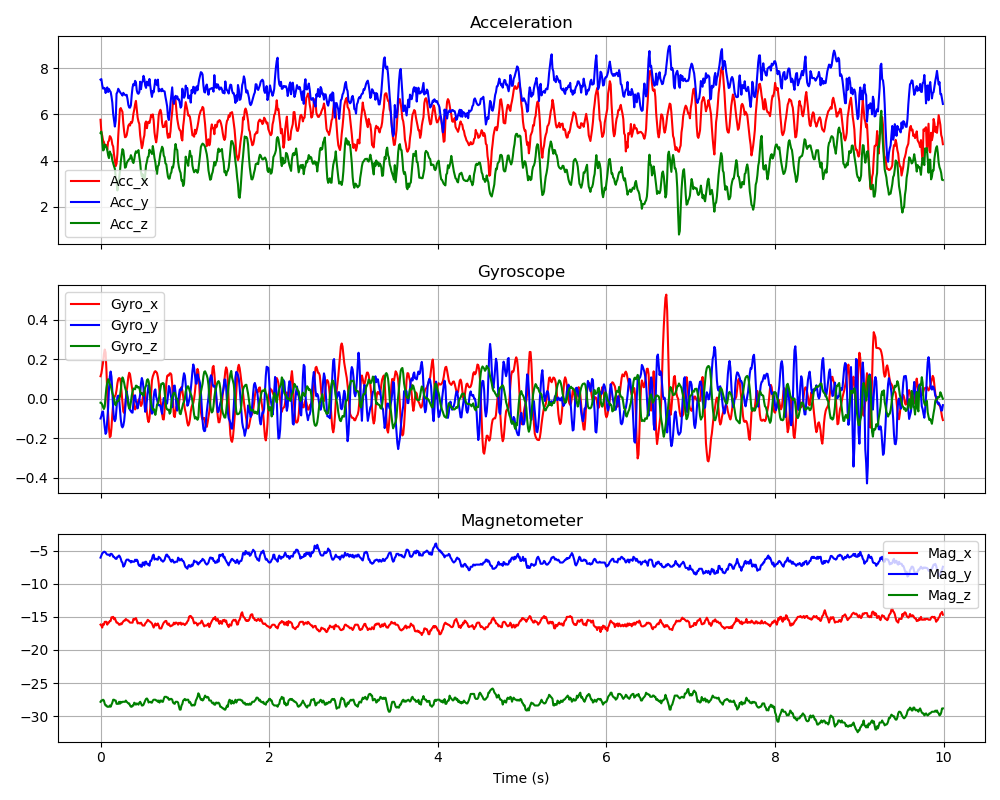 Acceleration
8
6
4
2
Acc_x
Acc_y
Acc_z
Gyroscope
0.4
0.2
0.0
−0.2
−0.4
Gyro_x
Gyro_y
Gyro_z
Magnetometer
−5
−10
−15
−20
−25
−30
Mag_x
Mag_y
Mag_z
0 2 4 6 8 10
Time (s)